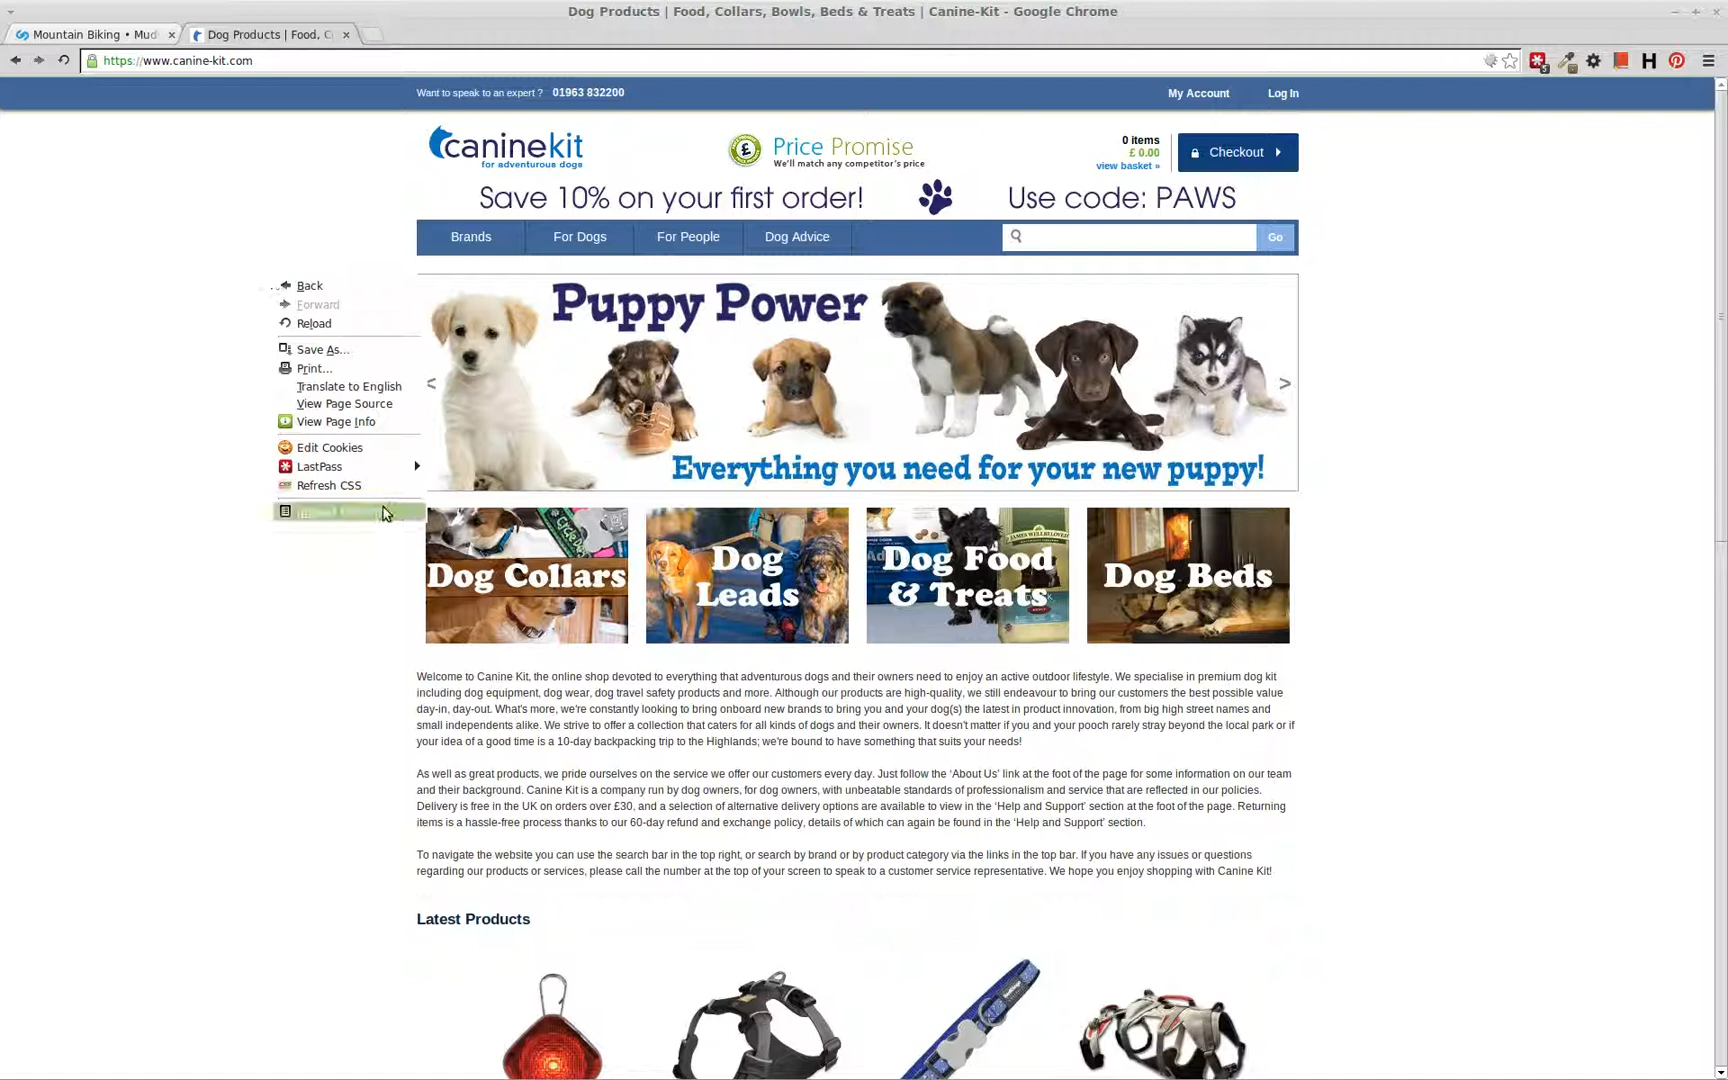 Dog Products | Food, Collars, Bowls, Beds & Treats | Canine-Kit - Google Chrome
Mountain Biking • Mud
Dog Products | Food, C
https://www.canine-kit.com
Want to speak to an expert ? 01963 832200
My Account
Log In
caninekit
for adventurous dogs
Price Promise
We'll match any competitor's price
0 items
£ 0.00
view basket »
Checkout
Save 10% on your first order!
Use code: PAWS
Brands
For Dogs
For People
Dog Advice
Go
Back
Forward
Reload
Save As...
Print...
Translate to English
View Page Source
View Page Info
Edit Cookies
LastPass
Refresh CSS
Puppy Power
<
>
Everything you need for your new puppy!
Dog Collars
Dog
Leads
Dog Food
& Treats
Dog Beds
Welcome to Canine Kit, the online shop devoted to everything that adventurous dogs and their owners need to enjoy an active outdoor lifestyle. We specialise in premium dog kit
including dog equipment, dog wear, dog travel safety products and more. Although our products are high-quality, we still endeavour to bring our customers the best possible value
day-in, day-out. What's more, we're constantly looking to bring onboard new brands to bring you and your dog(s) the latest in product innovation, from big high street names and
small independents alike. We strive to offer a collection that caters for all kinds of dogs and their owners. It doesn't matter if you and your pooch rarely stray beyond the local park or if
your idea of a good time is a 10-day backpacking trip to the Highlands; we're bound to have something that suits your needs!
As well as great products, we pride ourselves on the service we offer our customers every day. Just follow the ‘About Us’ link at the foot of the page for some information on our team
and their background. Canine Kit is a company run by dog owners, for dog owners, with unbeatable standards of professionalism and service that are reflected in our policies.
Delivery is free in the UK on orders over £30, and a selection of alternative delivery options are available to view in the ‘Help and Support’ section at the foot of the page. Returning
items is a hassle-free process thanks to our 60-day refund and exchange policy, details of which can again be found in the ‘Help and Support’ section.
To navigate the website you can use the search bar in the top right, or search by brand or by product category via the links in the top bar. If you have any issues or questions
regarding our products or services, please call the number at the top of your screen to speak to a customer service representative. We hope you enjoy shopping with Canine Kit!
Latest Products